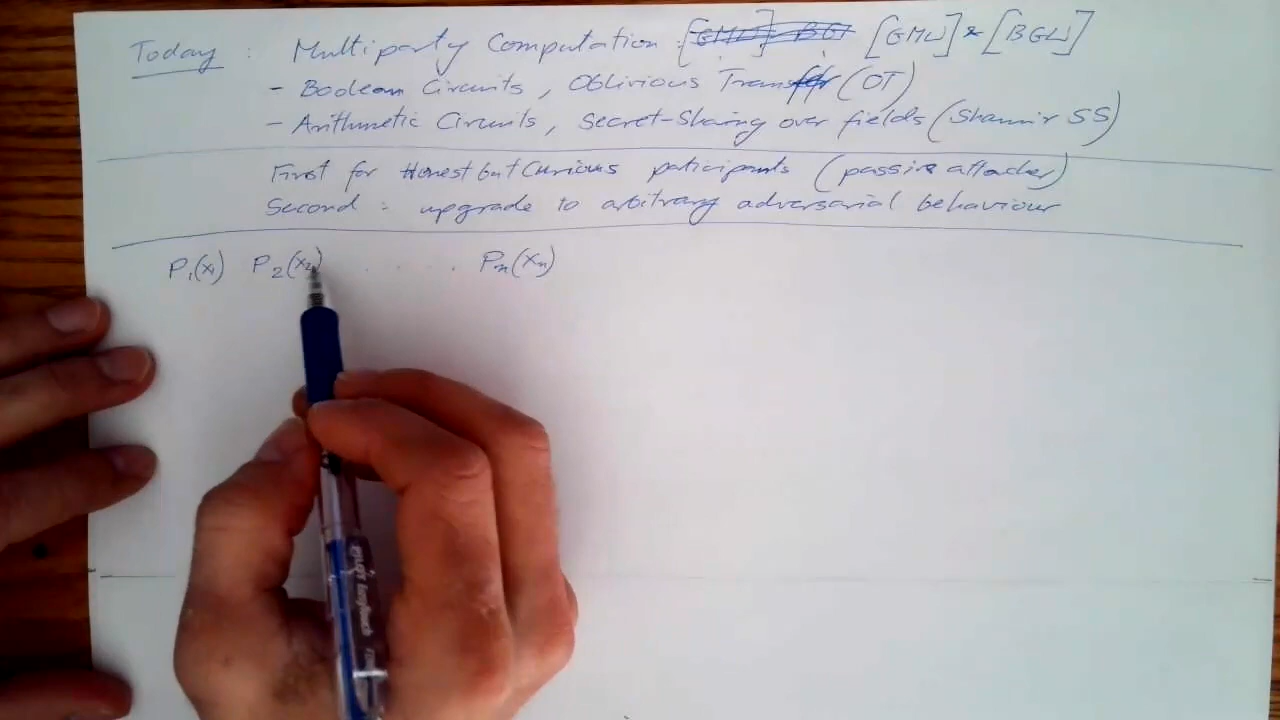 Today : Multiparty Computation : [GMW] BGW [GMW] & [BGW]
- Boolean Circuits, Oblivious Transfer (OT)
- Arithmetic Circuits, Secret-Sharing over fields (Shamir SS)
First for Honest but Curious participants (passive attacker)
Second : upgrade to arbitrary adversarial behaviour
P₁(x₁) P₂(x₂) . . . . . Pₙ(xₙ)